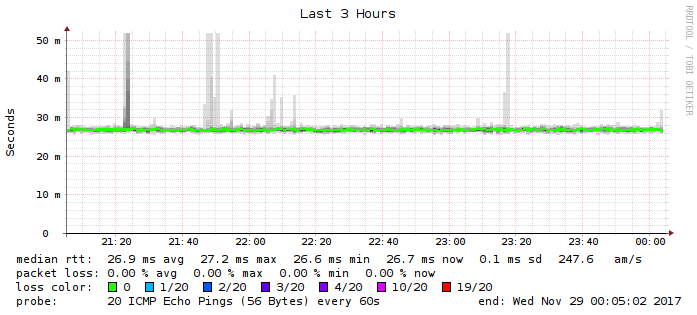 Last 3 Hours
RRDTOOL / TOBI OETIKER
Seconds
50 m
40 m
30 m
20 m
10 m
0
21:20 21:40 22:00 22:20 22:40 23:00 23:20 23:40 00:00
median rtt: 26.9 ms avg 27.2 ms max 26.6 ms min 26.7 ms now 0.1 ms sd 247.6 am/s
packet loss: 0.00 % avg 0.00 % max 0.00 % min 0.00 % now
loss color: 0 1/20 2/20 3/20 4/20 10/20 19/20
probe: 20 ICMP Echo Pings (56 Bytes) every 60s end: Wed Nov 29 00:05:02 2017